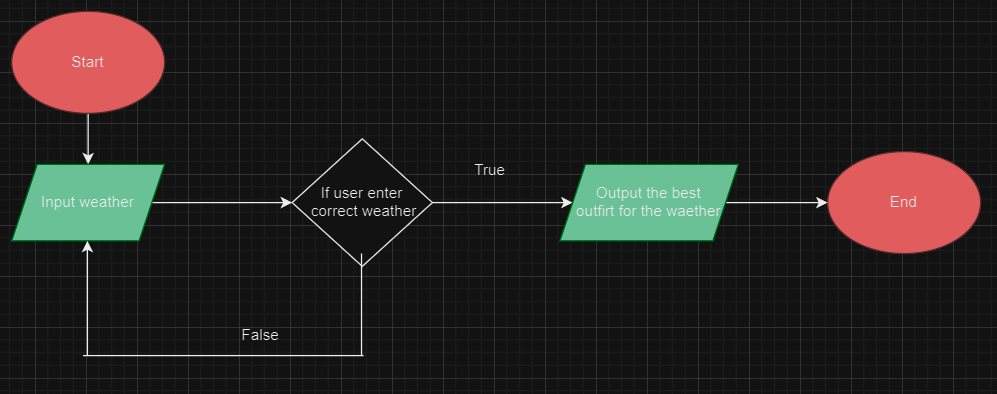 Start
Input weather
If user enter
correct weather
True
False
Output the best
outfirt for the waether
End